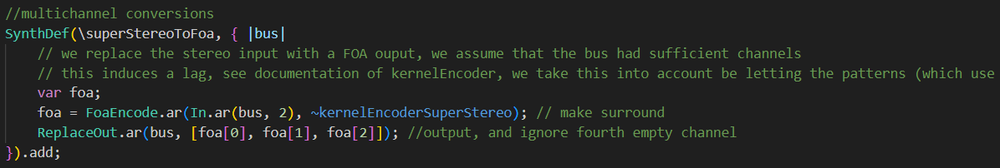 //multichannel conversions
SynthDef(\superStereoToFoa, { |bus|
// we replace the stereo input with a FOA ouput, we assume that the bus had sufficient channels
// this induces a lag, see documentation of kernelEncoder, we take this into account be letting the patterns (which use
var foa;
foa = FoaEncode.ar(In.ar(bus, 2), ~kernelEncoderSuperStereo); // make surround
ReplaceOut.ar(bus, [foa[0], foa[1], foa[2]]); //output, and ignore fourth empty channel
}).add;